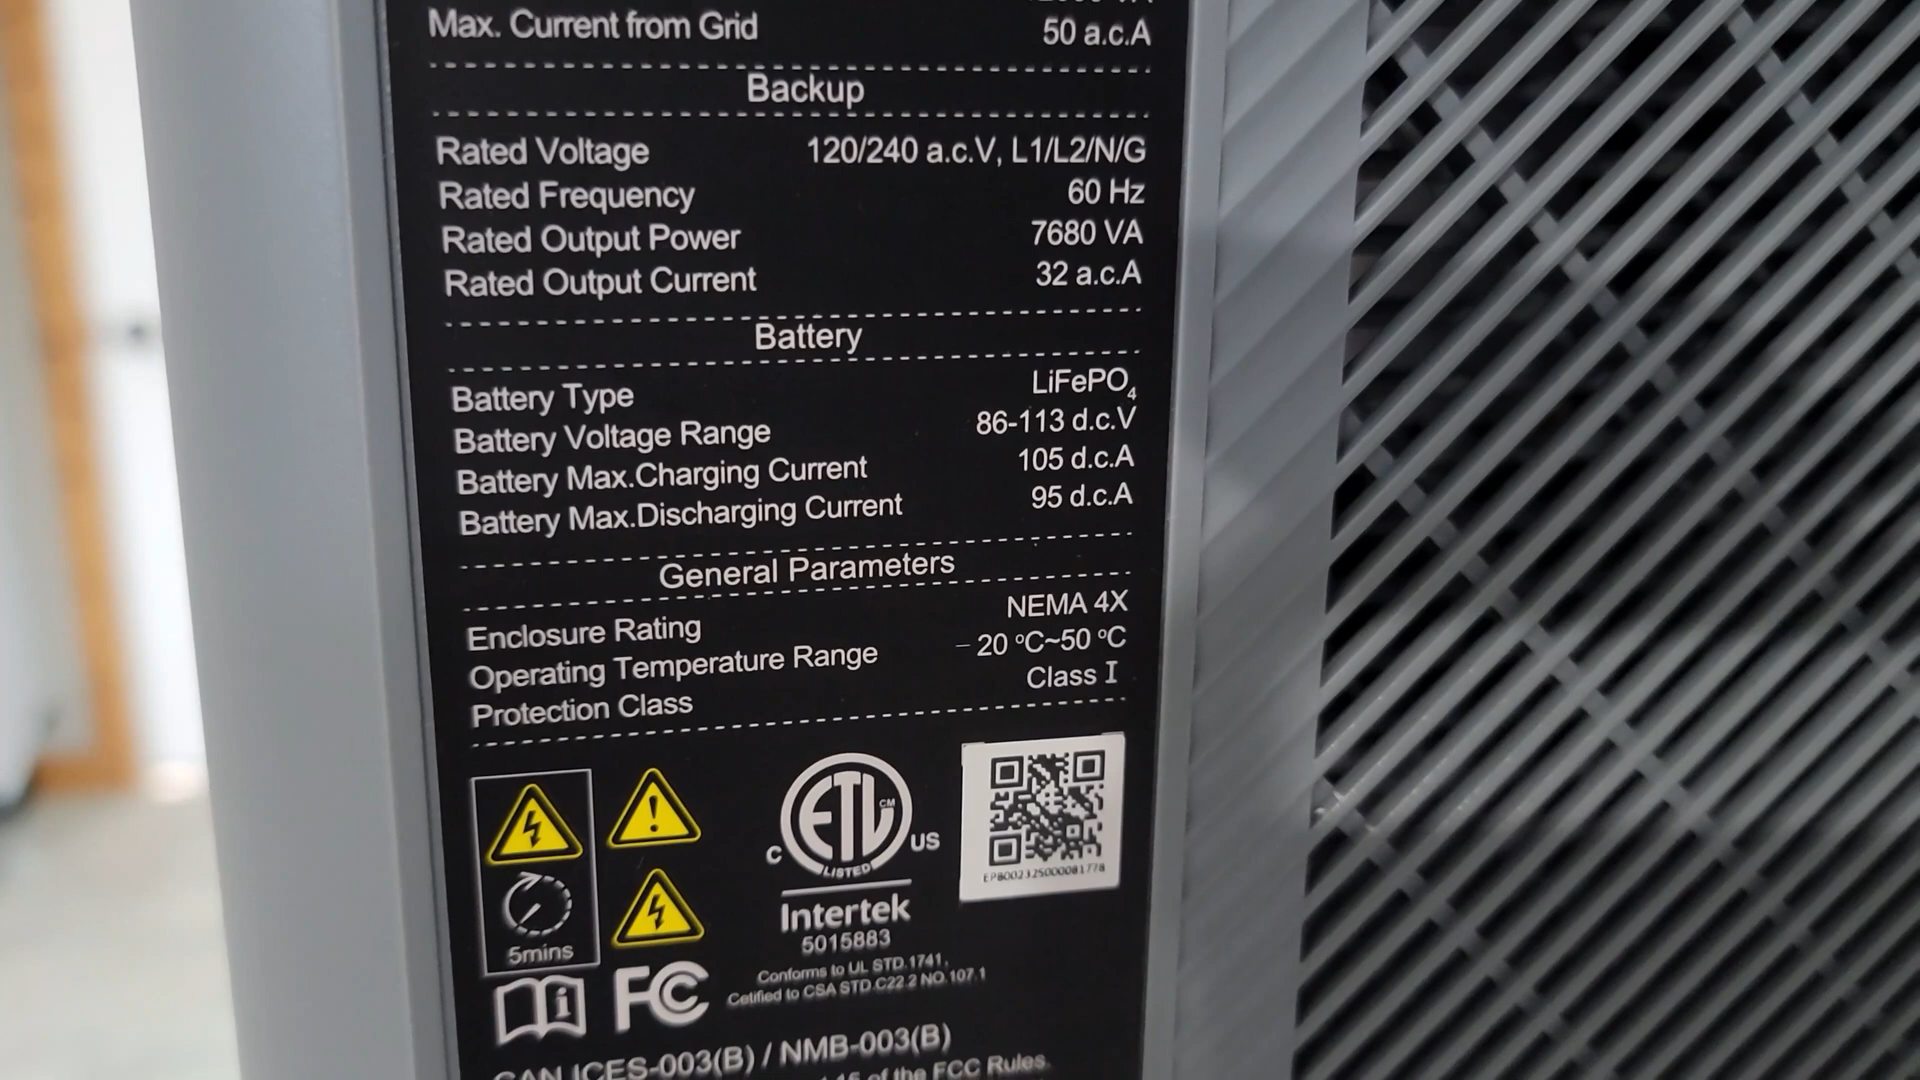 Max. Current from Grid 50 a.c.A
Backup
Rated Voltage 120/240 a.c.V, L1/L2/N/G
Rated Frequency 60 Hz
Rated Output Power 7680 VA
Rated Output Current 32 a.c.A
Battery
Battery Type LiFePO₄
Battery Voltage Range 86-113 d.c.V
Battery Max.Charging Current 105 d.c.A
Battery Max.Discharging Current 95 d.c.A
General Parameters
Enclosure Rating NEMA 4X
Operating Temperature Range −20 °C~50 °C
Protection Class Class I
5mins
ETL CM
C US
LISTED
Intertek
5015883
EP8002325000081778
Conforms to UL STD.1741,
Cetified to CSA STD.C22.2 NO.107.1
FC
CAN ICES-003(B) / NMB-003(B)
of the FCC Rules.